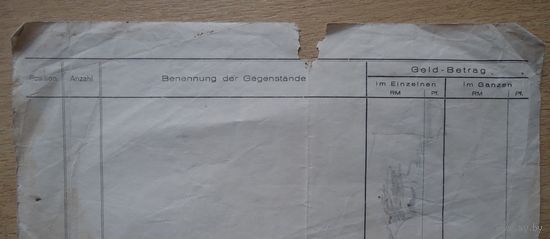 Position Anzahl Benennung der Gegenstände Geld-Betrag
im Einzelnen im Ganzen
RM Pf. RM Pf.